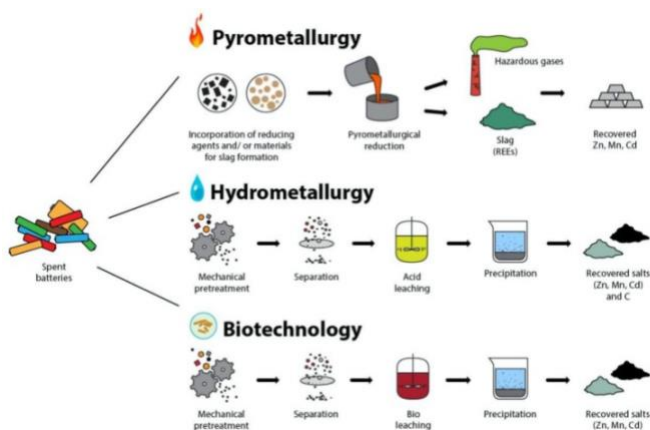 Pyrometallurgy
Hazardous gases
Incorporation of reducing
agents and/ or materials
for slag formation
Pyrometallurgical
reduction
Slag
(REEs)
Recovered
Zn, Mn, Cd
Spent
batteries
Hydrometallurgy
Mechanical
pretreatment
Separation
Acid
leaching
Precipitation
Recovered salts
(Zn, Mn, Cd)
and C
Biotechnology
Mechanical
pretreatment
Separation
Bio
leaching
Precipitation
Recovered salts
(Zn, Mn, Cd)